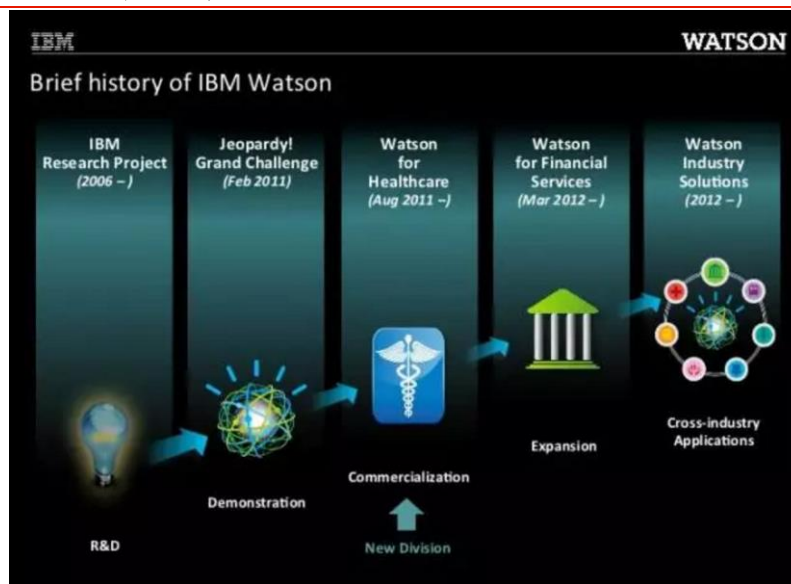 IBM
WATSON
Brief history of IBM Watson
IBM
Research Project
(2006 – )
Jeopardy!
Grand Challenge
(Feb 2011)
Watson
for
Healthcare
(Aug 2011 –)
Watson
for Financial
Services
(Mar 2012 – )
Watson
Industry
Solutions
(2012 – )
R&D
Demonstration
Commercialization
New Division
Expansion
Cross-industry
Applications